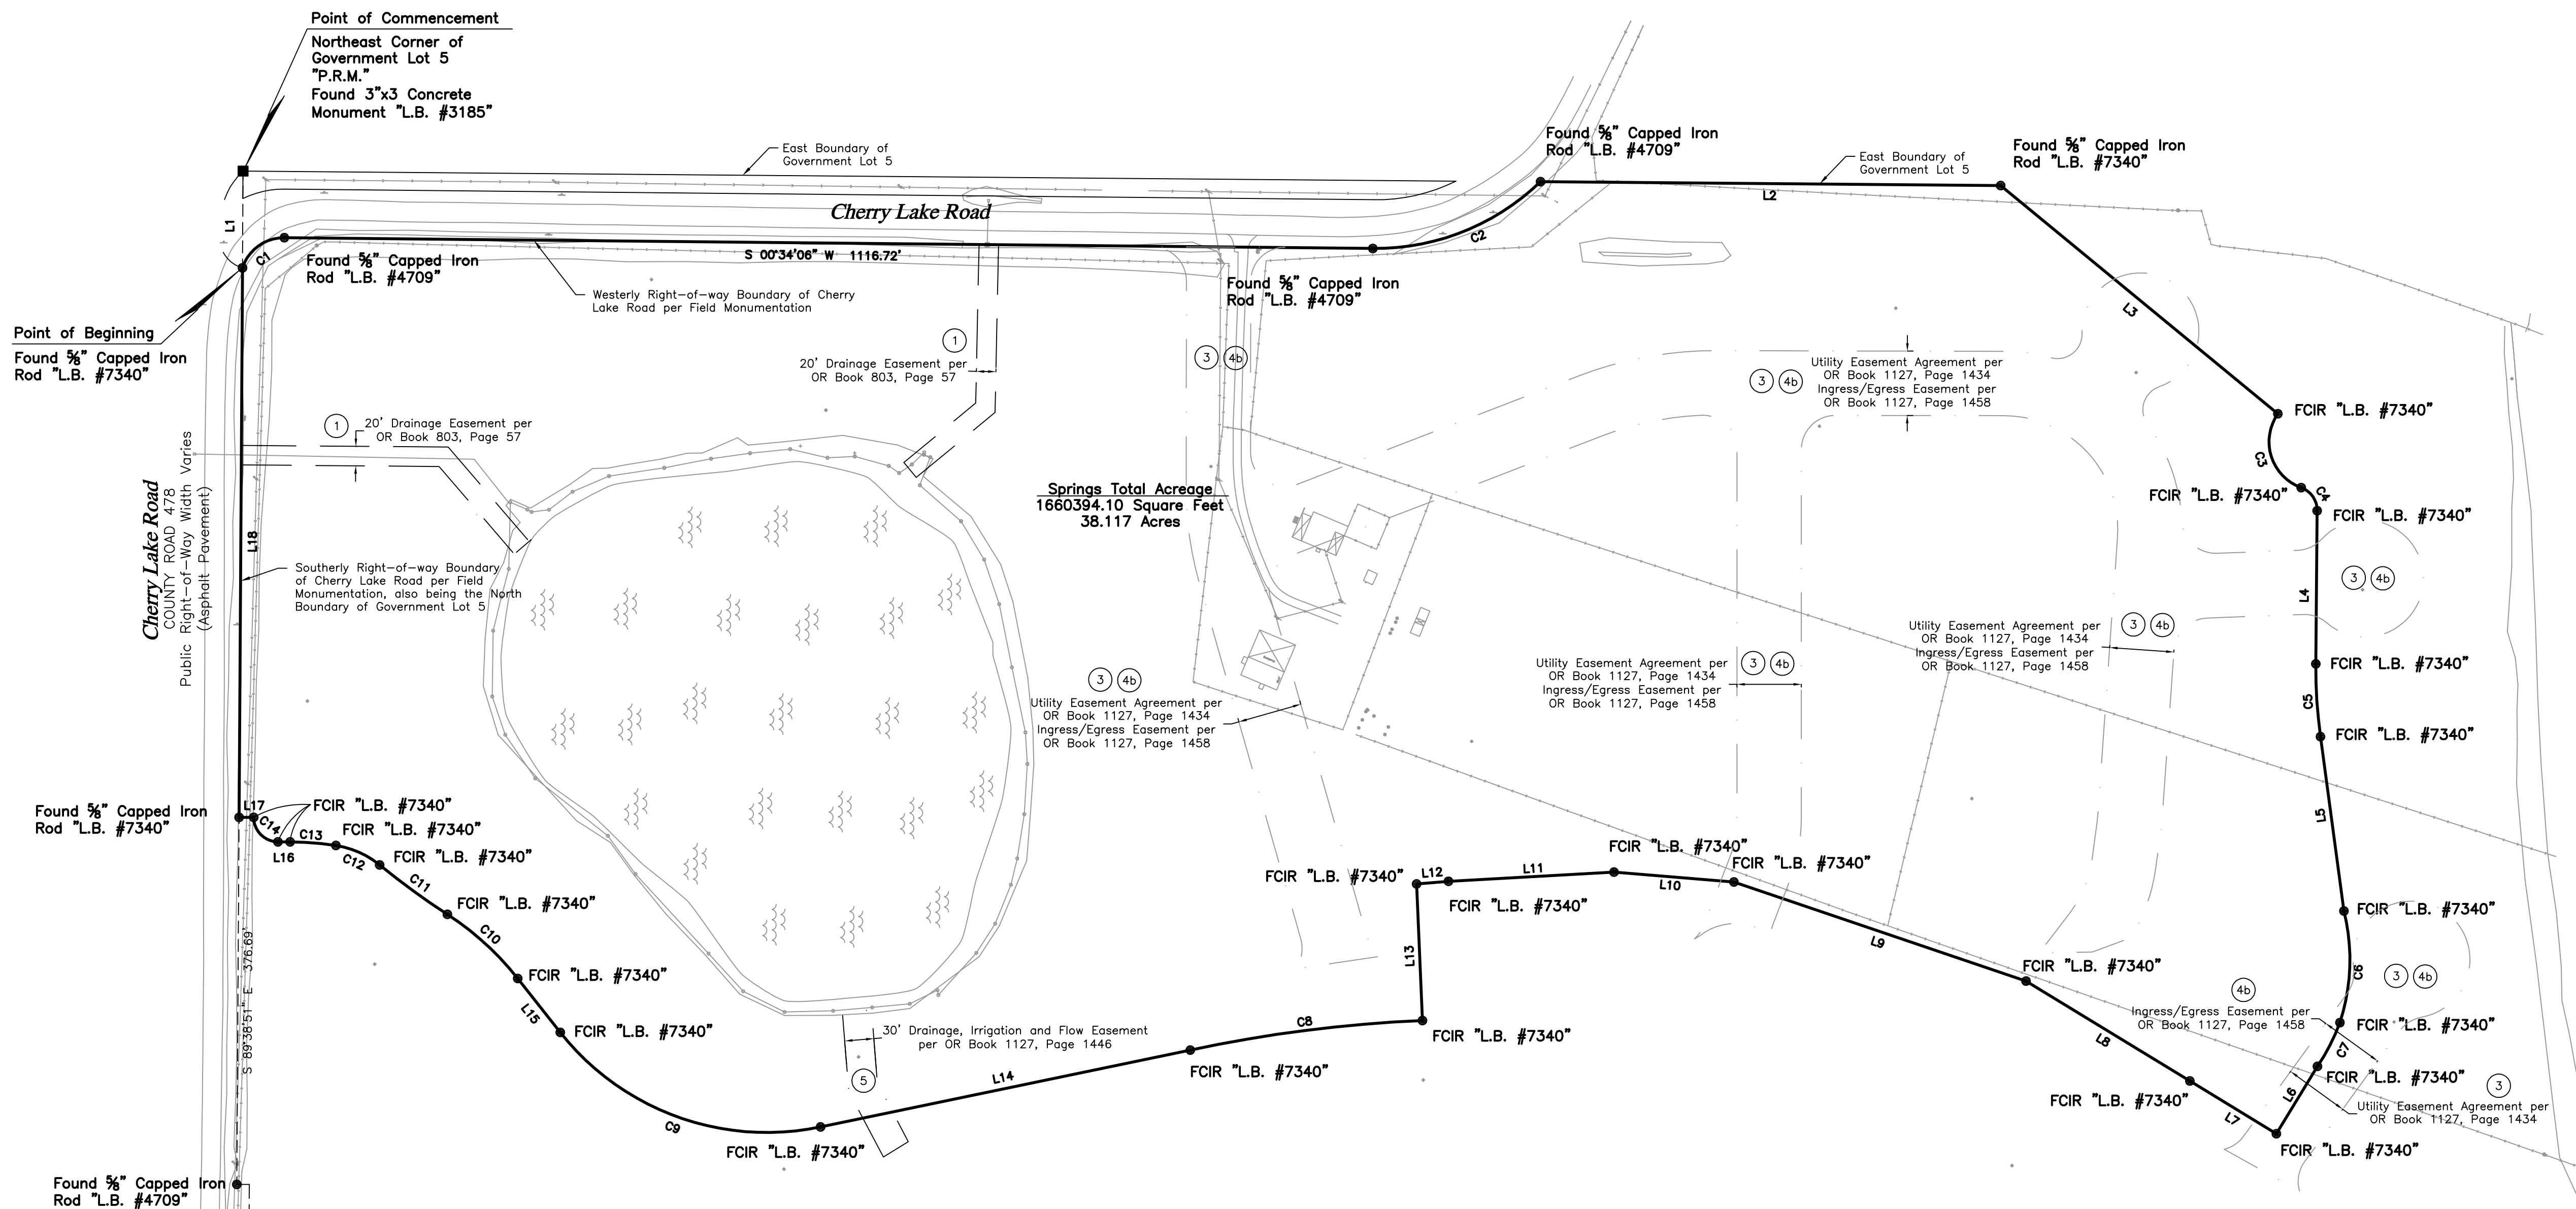 Point of Commencement
Northeast Corner of
Government Lot 5
"P.R.M."
Found 3"x3 Concrete
Monument "L.B. #3185"
East Boundary of
Government Lot 5
Found 5/8" Capped Iron
Rod "L.B. #4709"
East Boundary of
Government Lot 5
Found 5/8" Capped Iron
Rod "L.B. #7340"
L1
Cherry Lake Road
L2
C1
C2
S 00°34'06" W 1116.72'
Found 5/8" Capped Iron
Rod "L.B. #4709"
Found 5/8" Capped Iron
Rod "L.B. #4709"
Westerly Right-of-way Boundary of Cherry
Lake Road per Field Monumentation
L3
Point of Beginning
Found 5/8" Capped Iron
Rod "L.B. #7340"
1
20' Drainage Easement per
OR Book 803, Page 57
3
4b
3
4b
Utility Easement Agreement per
OR Book 1127, Page 1434
Ingress/Egress Easement per
OR Book 1127, Page 1458
FCIR "L.B. #7340"
1
20' Drainage Easement per
OR Book 803, Page 57
C3
FCIR "L.B. #7340"
C4
FCIR "L.B. #7340"
Springs Total Acreage
1660394.10 Square Feet
38.117 Acres
Cherry Lake Road
COUNTY ROAD 478
Public Right-of-Way Width Varies
(Asphalt Pavement)
L18
Southerly Right-of-way Boundary
of Cherry Lake Road per Field
Monumentation, also being the North
Boundary of Government Lot 5
3
4b
L4
Utility Easement Agreement per
OR Book 1127, Page 1434
Ingress/Egress Easement per
OR Book 1127, Page 1458
3
4b
Utility Easement Agreement per
OR Book 1127, Page 1434
Ingress/Egress Easement per
OR Book 1127, Page 1458
3
4b
3
4b
Utility Easement Agreement per
OR Book 1127, Page 1434
Ingress/Egress Easement per
OR Book 1127, Page 1458
FCIR "L.B. #7340"
C5
FCIR "L.B. #7340"
L5
Found 5/8" Capped Iron
Rod "L.B. #7340"
L17
FCIR "L.B. #7340"
C14
C13
FCIR "L.B. #7340"
L16
C12
FCIR "L.B. #7340"
C11
FCIR "L.B. #7340"
C10
FCIR "L.B. #7340"
L15
FCIR "L.B. #7340"
S 89°38'51" E 376.69'
FCIR "L.B. #7340"
L12
L11
FCIR "L.B. #7340"
L10
FCIR "L.B. #7340"
FCIR "L.B. #7340"
L13
L9
FCIR "L.B. #7340"
FCIR "L.B. #7340"
C6
3
4b
4b
Ingress/Egress Easement per
OR Book 1127, Page 1458
FCIR "L.B. #7340"
C8
FCIR "L.B. #7340"
30' Drainage, Irrigation and Flow Easement
per OR Book 1127, Page 1446
5
L14
FCIR "L.B. #7340"
L8
C7
FCIR "L.B. #7340"
3
Utility Easement Agreement per
OR Book 1127, Page 1434
L6
FCIR "L.B. #7340"
L7
FCIR "L.B. #7340"
C9
FCIR "L.B. #7340"
Found 5/8" Capped Iron
Rod "L.B. #4709"